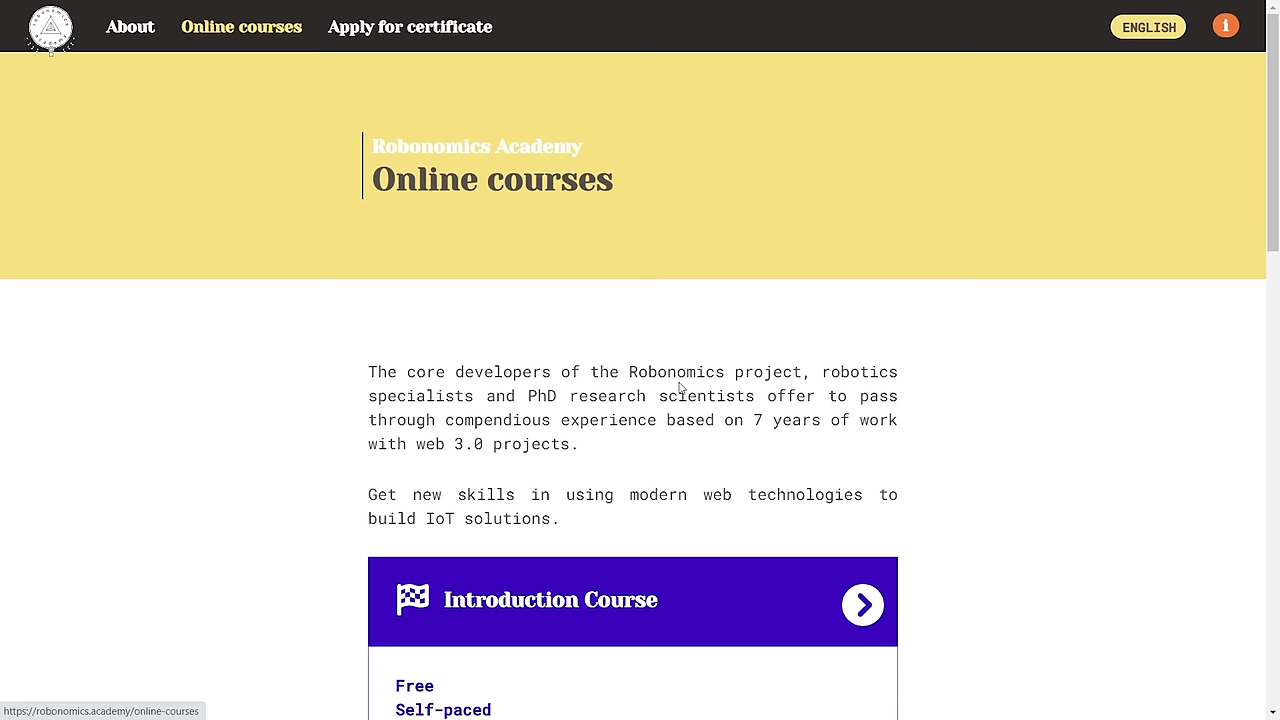 About Online courses Apply for certificate ENGLISH i
Robonomics Academy
Online courses
The core developers of the Robonomics project, robotics
specialists and PhD research scientists offer to pass
through compendious experience based on 7 years of work
with web 3.0 projects.
Get new skills in using modern web technologies to
build IoT solutions.
Introduction Course
Free
Self-paced
https://robonomics.academy/online-courses